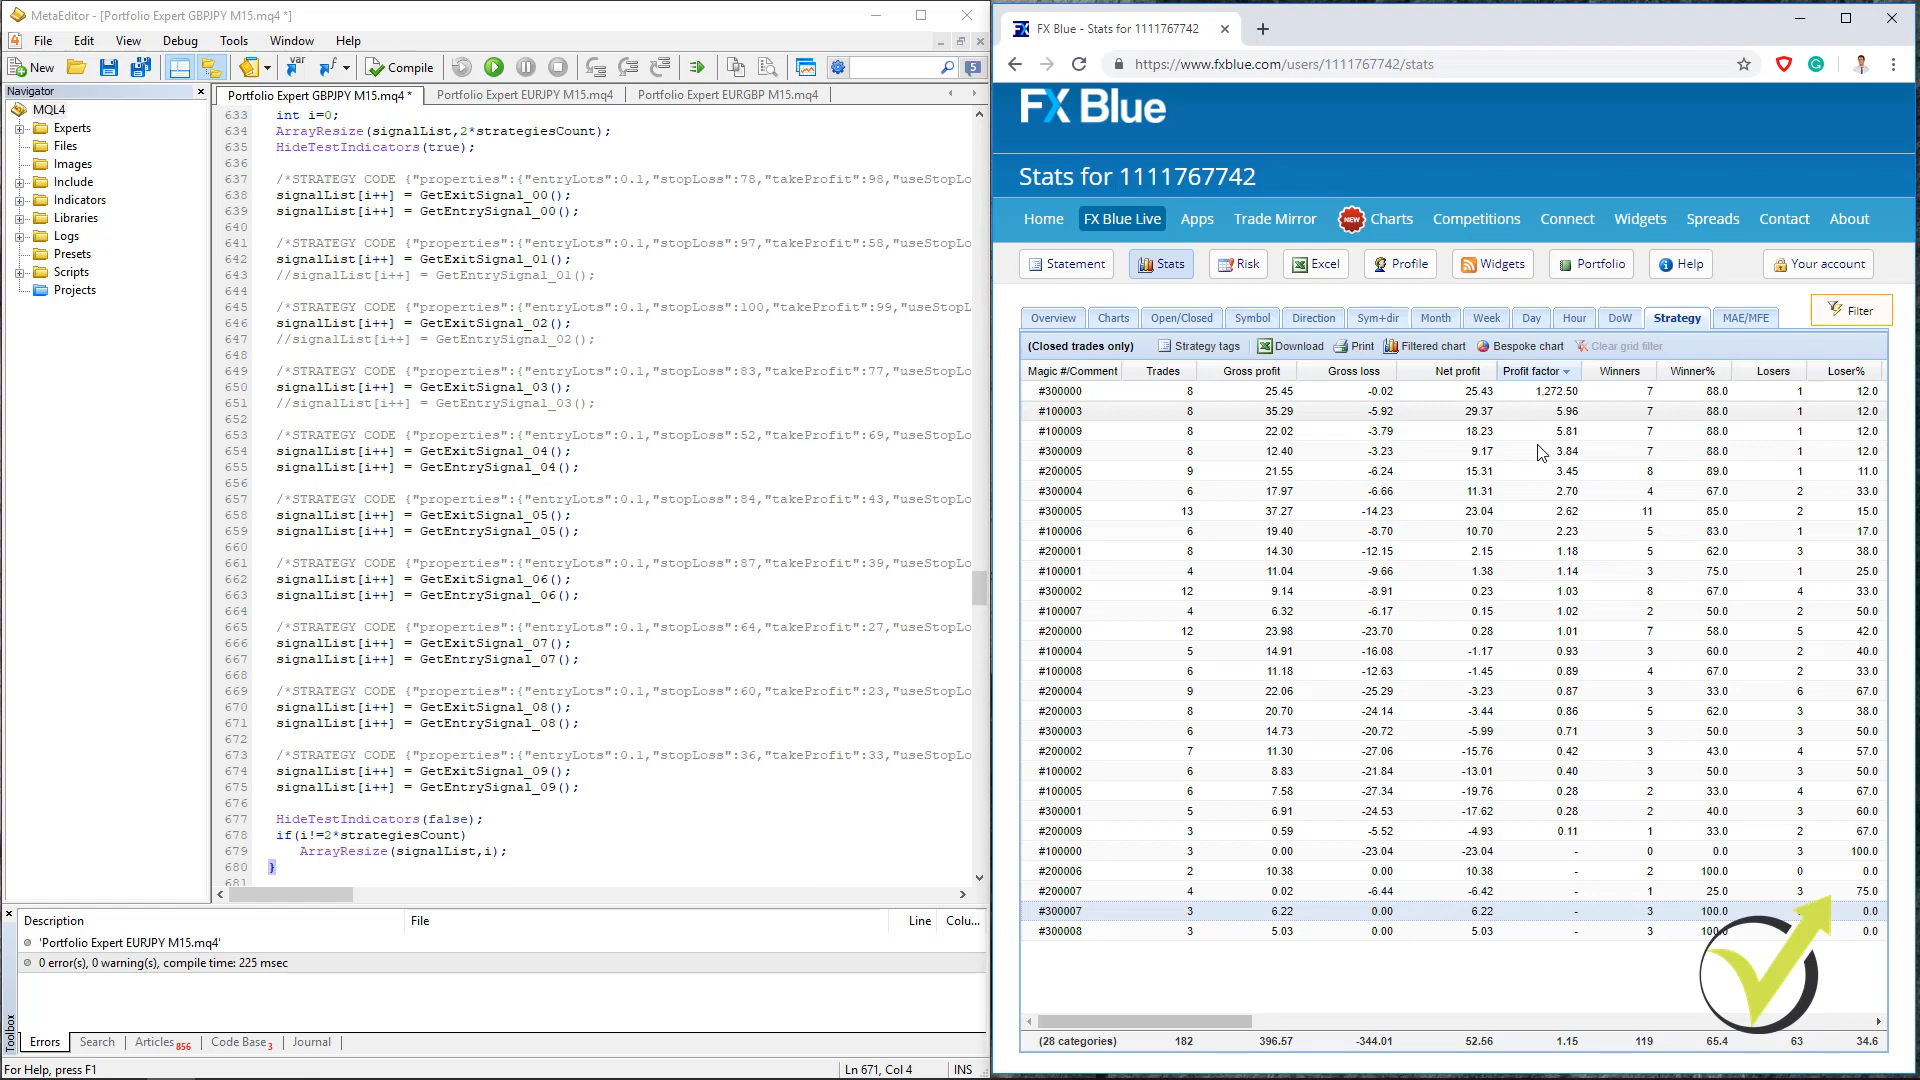 MetaEditor - [Portfolio Expert GBPJPY M15.mq4 *]
File Edit View Debug Tools Window Help
New var Compile 5
Navigator
MQL4
Experts
Files
Images
Include
Indicators
Libraries
Logs
Presets
Scripts
Projects
Portfolio Expert GBPJPY M15.mq4 * Portfolio Expert EURJPY M15.mq4 Portfolio Expert EURGBP M15.mq4
633 int i=0;
634 ArrayResize(signalList,2*strategiesCount);
635 HideTestIndicators(true);
636
637 /*STRATEGY CODE {"properties":{"entryLots":0.1,"stopLoss":78,"takeProfit":98,"useStopLo
638 signalList[i++] = GetExitSignal_00();
639 signalList[i++] = GetEntrySignal_00();
640
641 /*STRATEGY CODE {"properties":{"entryLots":0.1,"stopLoss":97,"takeProfit":58,"useStopLo
642 signalList[i++] = GetExitSignal_01();
643 //signalList[i++] = GetEntrySignal_01();
644
645 /*STRATEGY CODE {"properties":{"entryLots":0.1,"stopLoss":100,"takeProfit":99,"useStopL
646 signalList[i++] = GetExitSignal_02();
647 //signalList[i++] = GetEntrySignal_02();
648
649 /*STRATEGY CODE {"properties":{"entryLots":0.1,"stopLoss":83,"takeProfit":77,"useStopLo
650 signalList[i++] = GetExitSignal_03();
651 //signalList[i++] = GetEntrySignal_03();
652
653 /*STRATEGY CODE {"properties":{"entryLots":0.1,"stopLoss":52,"takeProfit":69,"useStopLo
654 signalList[i++] = GetExitSignal_04();
655 signalList[i++] = GetEntrySignal_04();
656
657 /*STRATEGY CODE {"properties":{"entryLots":0.1,"stopLoss":84,"takeProfit":43,"useStopLo
658 signalList[i++] = GetExitSignal_05();
659 signalList[i++] = GetEntrySignal_05();
660
661 /*STRATEGY CODE {"properties":{"entryLots":0.1,"stopLoss":87,"takeProfit":39,"useStopLo
662 signalList[i++] = GetExitSignal_06();
663 signalList[i++] = GetEntrySignal_06();
664
665 /*STRATEGY CODE {"properties":{"entryLots":0.1,"stopLoss":64,"takeProfit":27,"useStopLo
666 signalList[i++] = GetExitSignal_07();
667 signalList[i++] = GetEntrySignal_07();
668
669 /*STRATEGY CODE {"properties":{"entryLots":0.1,"stopLoss":60,"takeProfit":23,"useStopLo
670 signalList[i++] = GetExitSignal_08();
671 signalList[i++] = GetEntrySignal_08();
672
673 /*STRATEGY CODE {"properties":{"entryLots":0.1,"stopLoss":36,"takeProfit":33,"useStopLo
674 signalList[i++] = GetExitSignal_09();
675 signalList[i++] = GetEntrySignal_09();
676
677 HideTestIndicators(false);
678 if(i!=2*strategiesCount)
679 ArrayResize(signalList,i);
680 }
681
Description File Line Colu...
'Portfolio Expert EURJPY M15.mq4'
0 error(s), 0 warning(s), compile time: 225 msec
Toolbox
Errors Search Articles 856 Code Base 3 Journal
For Help, press F1 Ln 671, Col 4 INS
FX Blue - Stats for 1111767742
https://www.fxblue.com/users/1111767742/stats
FX Blue
Stats for 1111767742
Home FX Blue Live Apps Trade Mirror NEW Charts Competitions Connect Widgets Spreads Contact About
Statement Stats Risk Excel Profile Widgets Portfolio Help Your account
Overview Charts Open/Closed Symbol Direction Sym+dir Month Week Day Hour DoW Strategy MAE/MFE Filter
(Closed trades only) Strategy tags Download Print Filtered chart Bespoke chart Clear grid filter
Magic #/Comment Trades Gross profit Gross loss Net profit Profit factor Winners Winner% Losers Loser%
#300000 8 25.45 -0.02 25.43 1,272.50 7 88.0 1 12.0
#100003 8 35.29 -5.92 29.37 5.96 7 88.0 1 12.0
#100009 8 22.02 -3.79 18.23 5.81 7 88.0 1 12.0
#300009 8 12.40 -3.23 9.17 3.84 7 88.0 1 12.0
#200005 9 21.55 -6.24 15.31 3.45 8 89.0 1 11.0
#300004 6 17.97 -6.66 11.31 2.70 4 67.0 2 33.0
#300005 13 37.27 -14.23 23.04 2.62 11 85.0 2 15.0
#100006 6 19.40 -8.70 10.70 2.23 5 83.0 1 17.0
#200001 8 14.30 -12.15 2.15 1.18 5 62.0 3 38.0
#100001 4 11.04 -9.66 1.38 1.14 3 75.0 1 25.0
#300002 12 9.14 -8.91 0.23 1.03 8 67.0 4 33.0
#100007 4 6.32 -6.17 0.15 1.02 2 50.0 2 50.0
#200000 12 23.98 -23.70 0.28 1.01 7 58.0 5 42.0
#100004 5 14.91 -16.08 -1.17 0.93 3 60.0 2 40.0
#100008 6 11.18 -12.63 -1.45 0.89 4 67.0 2 33.0
#200004 9 22.06 -25.29 -3.23 0.87 3 33.0 6 67.0
#200003 8 20.70 -24.14 -3.44 0.86 5 62.0 3 38.0
#300003 6 14.73 -20.72 -5.99 0.71 3 50.0 3 50.0
#200002 7 11.30 -27.06 -15.76 0.42 3 43.0 4 57.0
#100002 6 8.83 -21.84 -13.01 0.40 3 50.0 3 50.0
#100005 6 7.58 -27.34 -19.76 0.28 2 33.0 4 67.0
#300001 5 6.91 -24.53 -17.62 0.28 2 40.0 3 60.0
#200009 3 0.59 -5.52 -4.93 0.11 1 33.0 2 67.0
#100000 3 0.00 -23.04 -23.04 - 0 0.0 3 100.0
#200006 2 10.38 0.00 10.38 - 2 100.0 0 0.0
#200007 4 0.02 -6.44 -6.42 - 1 25.0 3 75.0
#300007 3 6.22 0.00 6.22 - 3 100.0 0.0
#300008 3 5.03 0.00 5.03 - 3 100.0 0.0
(28 categories) 182 396.57 -344.01 52.56 1.15 119 65.4 63 34.6